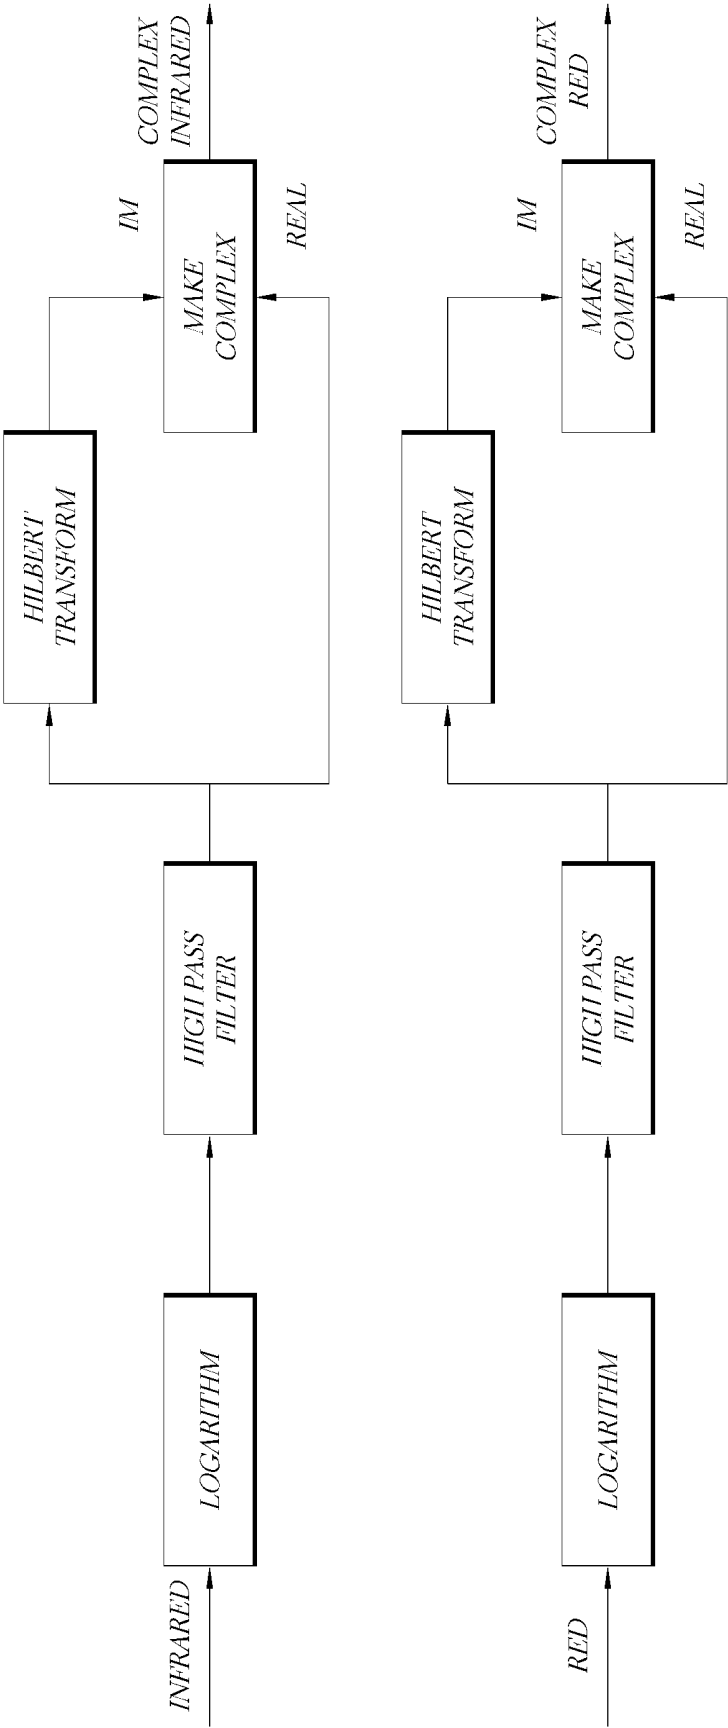 INFRARED
LOGARITHM
HIGH PASS
FILTER
HILBERT
TRANSFORM
IM
MAKE
COMPLEX
REAL
COMPLEX
INFRARED
RED
LOGARITHM
HIGH PASS
FILTER
HILBERT
TRANSFORM
IM
MAKE
COMPLEX
REAL
COMPLEX
RED